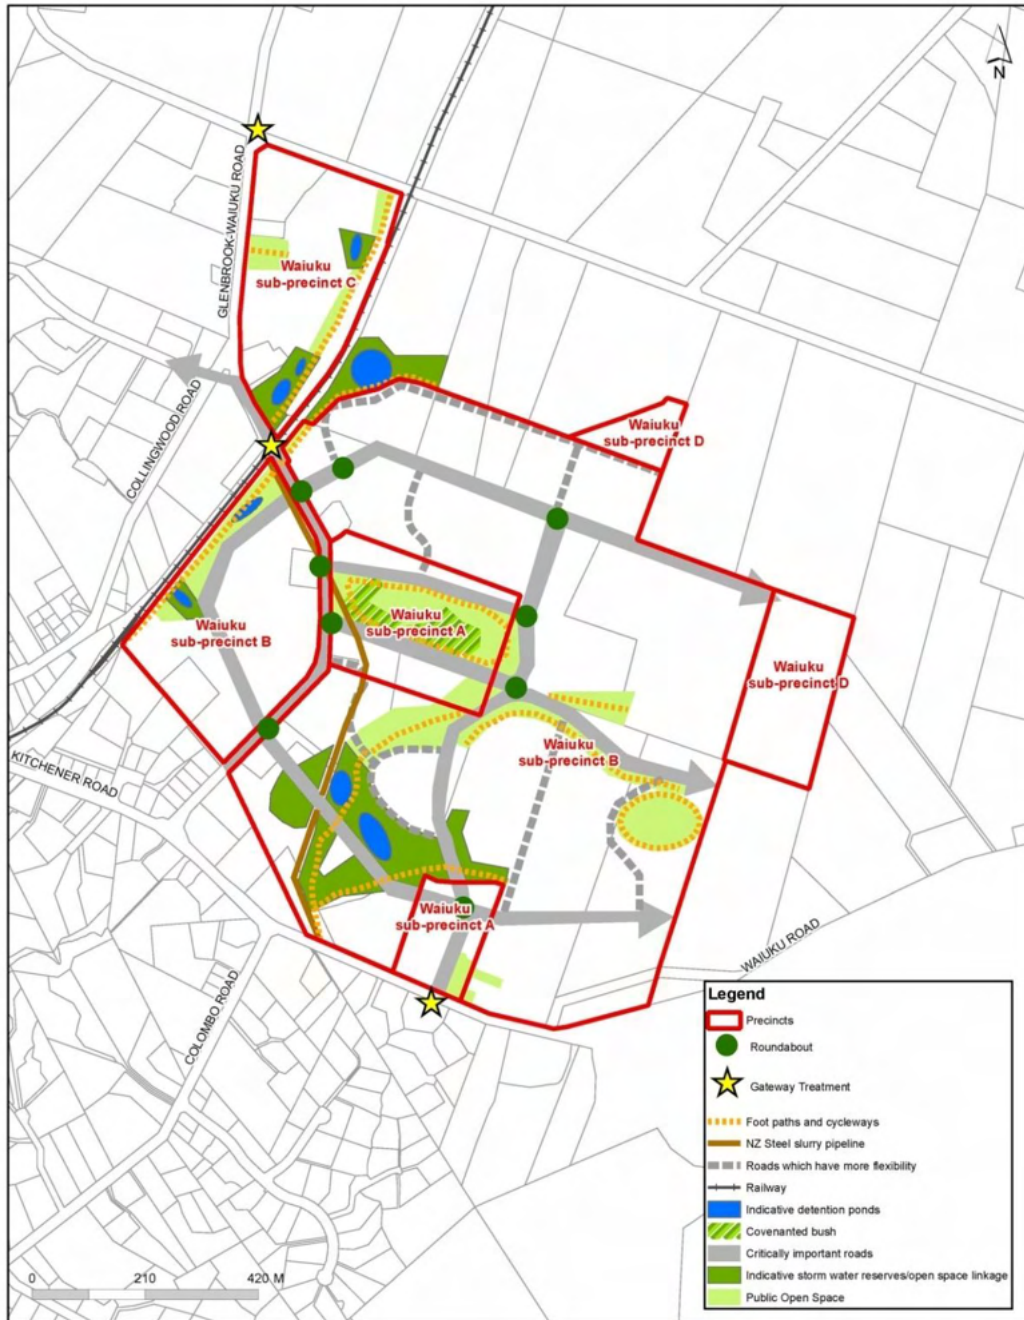 N
GLENBROOK-WAIUKU ROAD
Waiuku
sub-precinct C
COLLINGWOOD ROAD
Waiuku
sub-precinct D
Waiuku
sub-precinct A
Waiuku
sub-precinct B
Waiuku
sub-precinct D
Waiuku
sub-precinct B
KITCHENER ROAD
Waiuku
sub-precinct A
WAIUKU ROAD
COLOMBO ROAD
Legend
Precincts
Roundabout
Gateway Treatment
Foot paths and cycleways
NZ Steel slurry pipeline
Roads which have more flexibility
Railway
Indicative detention ponds
Covenanted bush
Critically important roads
Indicative storm water reserves/open space linkage
Public Open Space
0 210 420 M